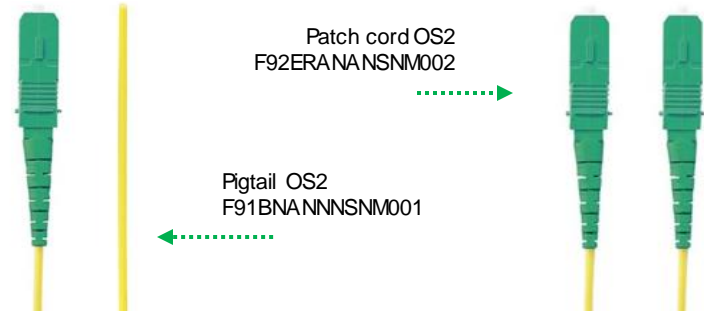 Patch cord OS2
F92ERANANSNM002
Pigtail OS2
F91BNANNNSNM001